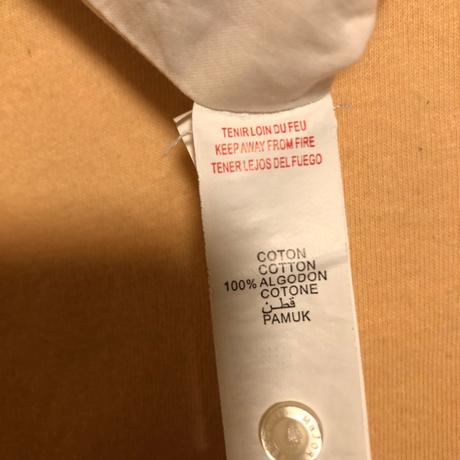 TENIR LOIN DU FEU
KEEP AWAY FROM FIRE
TENER LEJOS DEL FUEGO
COTON
COTTON
100% ALGODON
COTONE
قطن
PAMUK